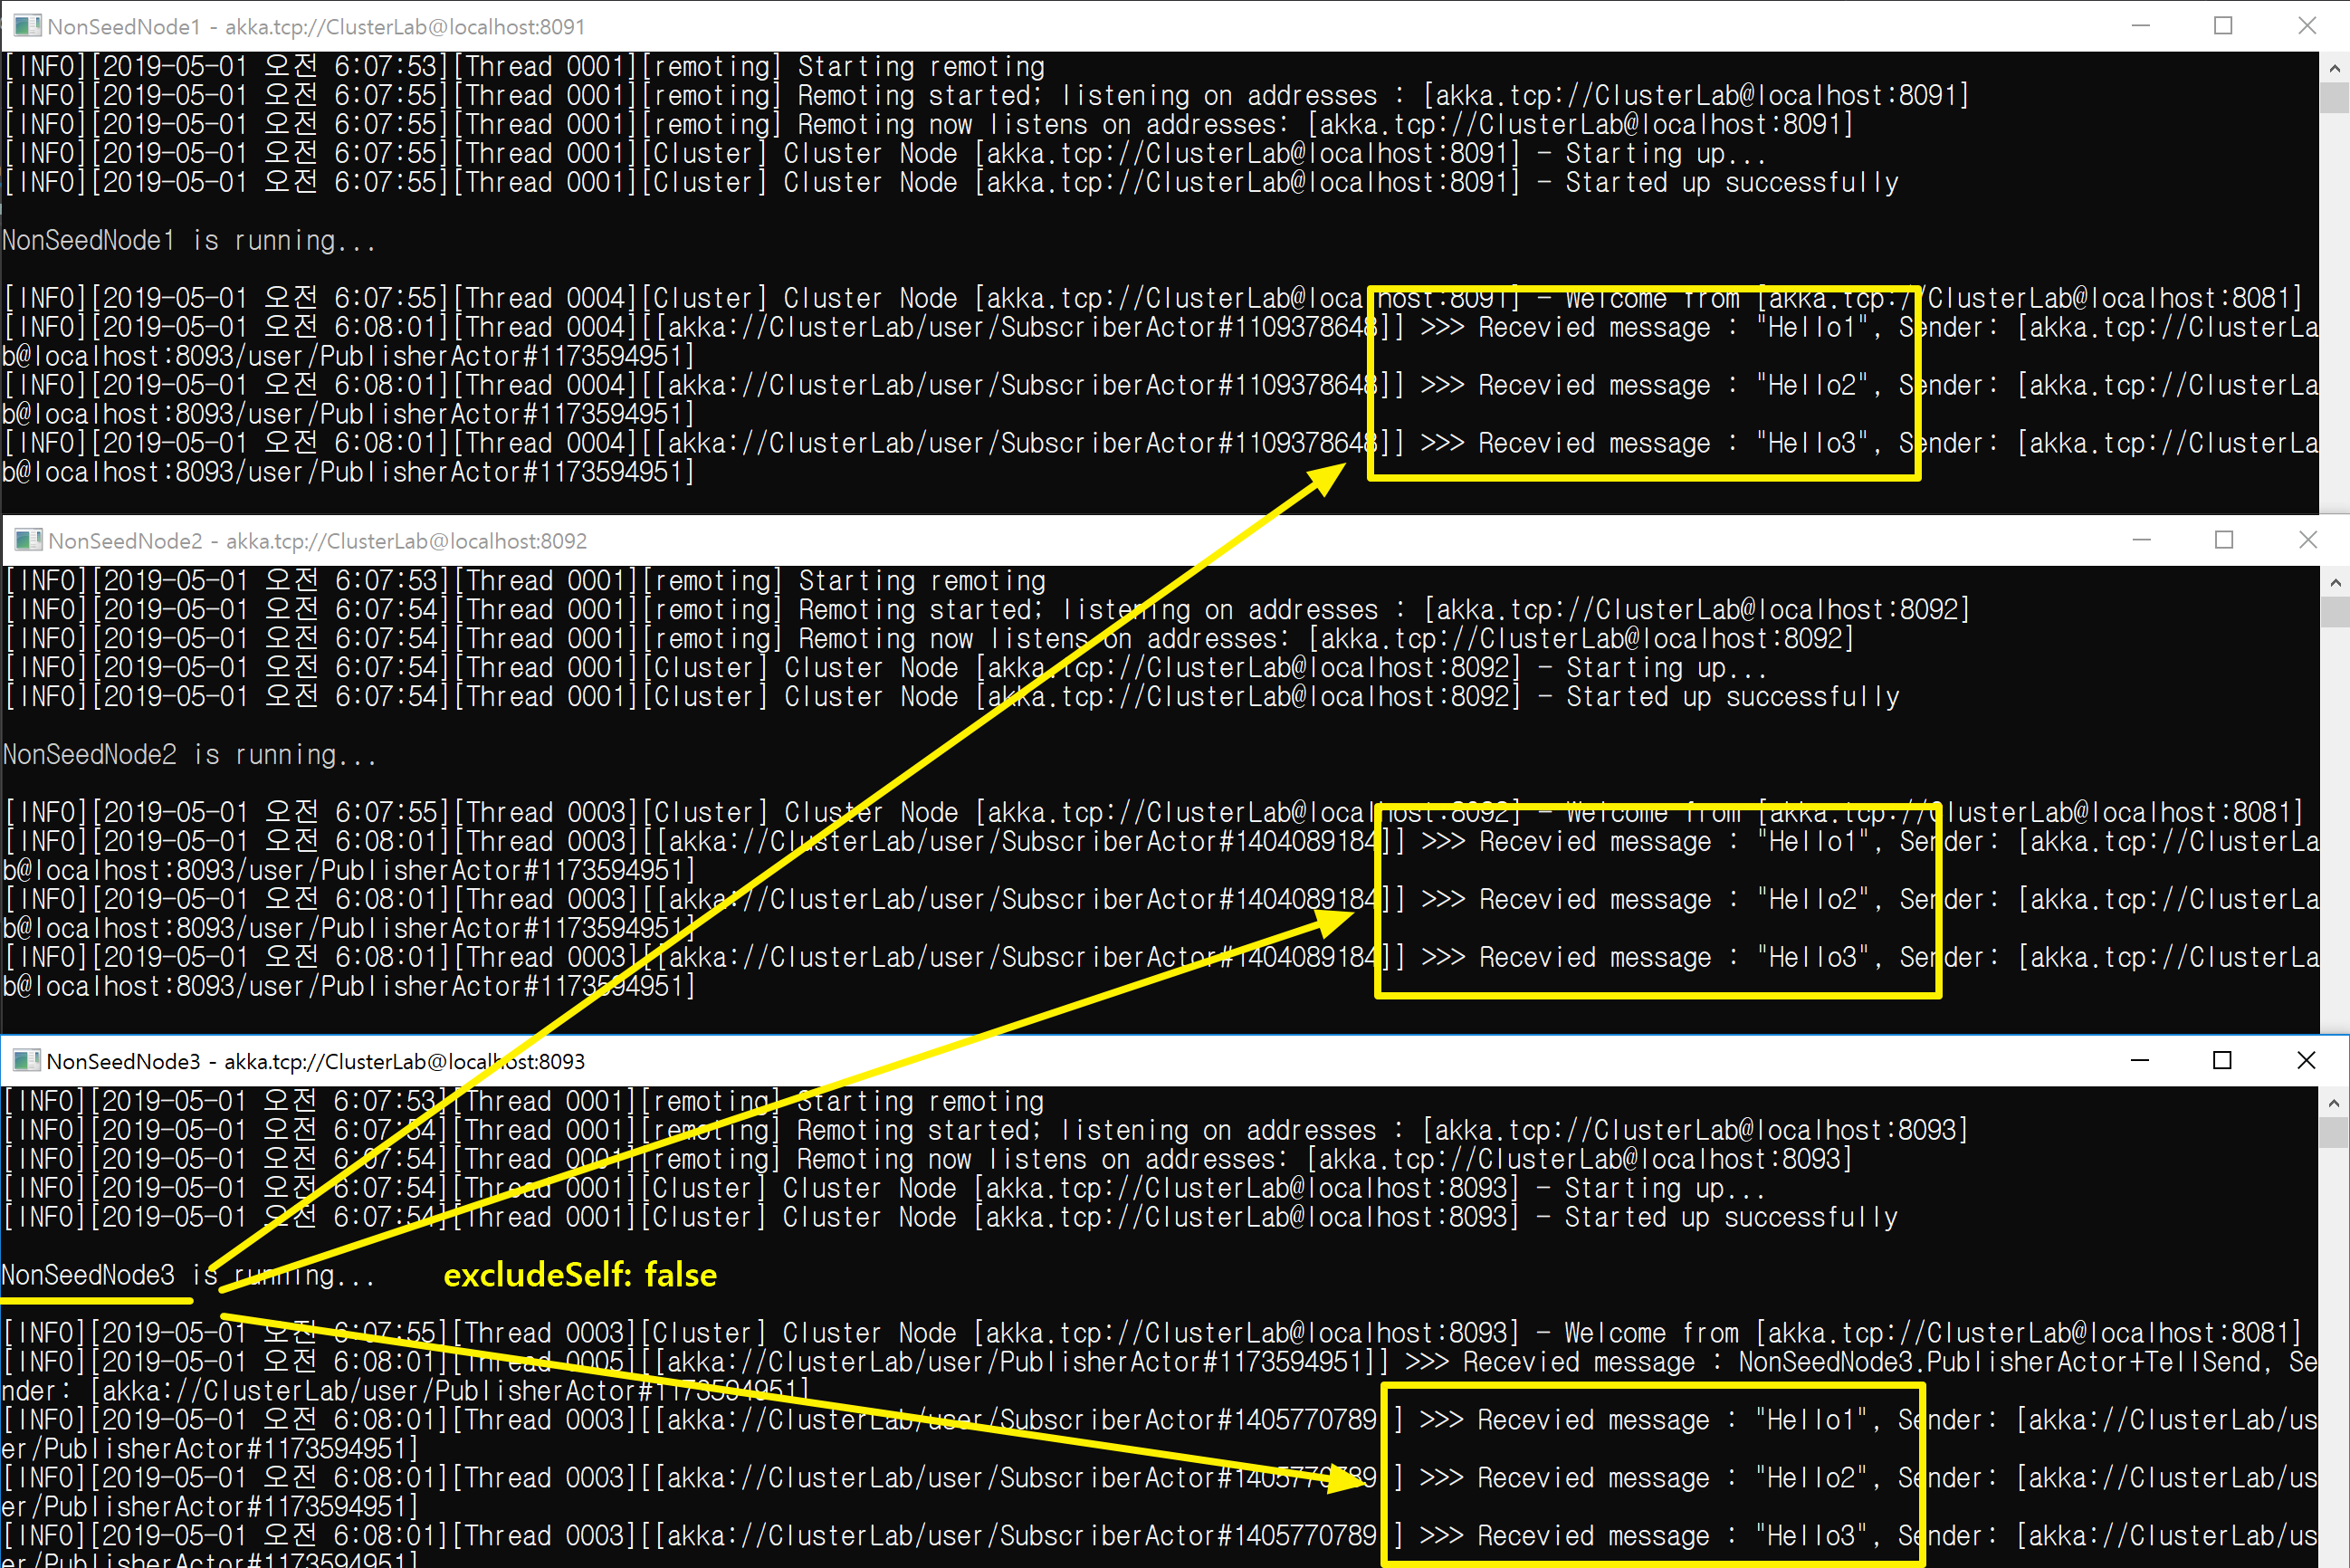 NonSeedNode1 - akka.tcp://ClusterLab@localhost:8091
[INFO][2019-05-01 오전 6:07:53][Thread 0001][remoting] Starting remoting
[INFO][2019-05-01 오전 6:07:55][Thread 0001][remoting] Remoting started; listening on addresses : [akka.tcp://ClusterLab@localhost:8091]
[INFO][2019-05-01 오전 6:07:55][Thread 0001][remoting] Remoting now listens on addresses: [akka.tcp://ClusterLab@localhost:8091]
[INFO][2019-05-01 오전 6:07:55][Thread 0001][Cluster] Cluster Node [akka.tcp://ClusterLab@localhost:8091] - Starting up...
[INFO][2019-05-01 오전 6:07:55][Thread 0001][Cluster] Cluster Node [akka.tcp://ClusterLab@localhost:8091] - Started up successfully
NonSeedNode1 is running...
[INFO][2019-05-01 오전 6:07:55][Thread 0004][Cluster] Cluster Node [akka.tcp://ClusterLab@localhost:8091] - Welcome from [akka.tcp://ClusterLab@localhost:8081]
[INFO][2019-05-01 오전 6:08:01][Thread 0004][[akka://ClusterLab/user/SubscriberActor#1109378648]] >>> Recevied message : "Hello1", Sender: [akka.tcp://ClusterLa
b@localhost:8093/user/PublisherActor#1173594951]
[INFO][2019-05-01 오전 6:08:01][Thread 0004][[akka://ClusterLab/user/SubscriberActor#1109378648]] >>> Recevied message : "Hello2", Sender: [akka.tcp://ClusterLa
b@localhost:8093/user/PublisherActor#1173594951]
[INFO][2019-05-01 오전 6:08:01][Thread 0004][[akka://ClusterLab/user/SubscriberActor#1109378648]] >>> Recevied message : "Hello3", Sender: [akka.tcp://ClusterLa
b@localhost:8093/user/PublisherActor#1173594951]
NonSeedNode2 - akka.tcp://ClusterLab@localhost:8092
[INFO][2019-05-01 오전 6:07:53][Thread 0001][remoting] Starting remoting
[INFO][2019-05-01 오전 6:07:54][Thread 0001][remoting] Remoting started; listening on addresses : [akka.tcp://ClusterLab@localhost:8092]
[INFO][2019-05-01 오전 6:07:54][Thread 0001][remoting] Remoting now listens on addresses: [akka.tcp://ClusterLab@localhost:8092]
[INFO][2019-05-01 오전 6:07:54][Thread 0001][Cluster] Cluster Node [akka.tcp://ClusterLab@localhost:8092] - Starting up...
[INFO][2019-05-01 오전 6:07:54][Thread 0001][Cluster] Cluster Node [akka.tcp://ClusterLab@localhost:8092] - Started up successfully
NonSeedNode2 is running...
[INFO][2019-05-01 오전 6:07:55][Thread 0003][Cluster] Cluster Node [akka.tcp://ClusterLab@localhost:8092] - Welcome from [akka.tcp://ClusterLab@localhost:8081]
[INFO][2019-05-01 오전 6:08:01][Thread 0003][[akka://ClusterLab/user/SubscriberActor#1404089184]] >>> Recevied message : "Hello1", Sender: [akka.tcp://ClusterLa
b@localhost:8093/user/PublisherActor#1173594951]
[INFO][2019-05-01 오전 6:08:01][Thread 0003][[akka://ClusterLab/user/SubscriberActor#1404089184]] >>> Recevied message : "Hello2", Sender: [akka.tcp://ClusterLa
b@localhost:8093/user/PublisherActor#1173594951]
[INFO][2019-05-01 오전 6:08:01][Thread 0003][[akka://ClusterLab/user/SubscriberActor#1404089184]] >>> Recevied message : "Hello3", Sender: [akka.tcp://ClusterLa
b@localhost:8093/user/PublisherActor#1173594951]
NonSeedNode3 - akka.tcp://ClusterLab@localhost:8093
[INFO][2019-05-01 오전 6:07:53][Thread 0001][remoting] Starting remoting
[INFO][2019-05-01 오전 6:07:54][Thread 0001][remoting] Remoting started; listening on addresses : [akka.tcp://ClusterLab@localhost:8093]
[INFO][2019-05-01 오전 6:07:54][Thread 0001][remoting] Remoting now listens on addresses: [akka.tcp://ClusterLab@localhost:8093]
[INFO][2019-05-01 오전 6:07:54][Thread 0001][Cluster] Cluster Node [akka.tcp://ClusterLab@localhost:8093] - Starting up...
[INFO][2019-05-01 오전 6:07:54][Thread 0001][Cluster] Cluster Node [akka.tcp://ClusterLab@localhost:8093] - Started up successfully
NonSeedNode3 is running... excludeSelf: false
[INFO][2019-05-01 오전 6:07:55][Thread 0003][Cluster] Cluster Node [akka.tcp://ClusterLab@localhost:8093] - Welcome from [akka.tcp://ClusterLab@localhost:8081]
[INFO][2019-05-01 오전 6:08:01][Thread 0005][[akka://ClusterLab/user/PublisherActor#1173594951]] >>> Recevied message : NonSeedNode3.PublisherActor+TellSend, Se
nder: [akka://ClusterLab/user/PublisherActor#1173594951]
[INFO][2019-05-01 오전 6:08:01][Thread 0003][[akka://ClusterLab/user/SubscriberActor#1405770789]] >>> Recevied message : "Hello1", Sender: [akka://ClusterLab/us
er/PublisherActor#1173594951]
[INFO][2019-05-01 오전 6:08:01][Thread 0003][[akka://ClusterLab/user/SubscriberActor#1405770789]] >>> Recevied message : "Hello2", Sender: [akka://ClusterLab/us
er/PublisherActor#1173594951]
[INFO][2019-05-01 오전 6:08:01][Thread 0003][[akka://ClusterLab/user/SubscriberActor#1405770789]] >>> Recevied message : "Hello3", Sender: [akka://ClusterLab/us
er/PublisherActor#1173594951]